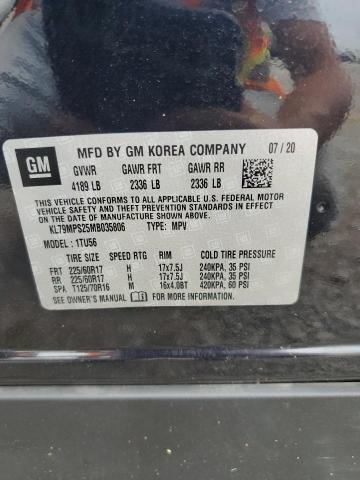 GM
MFD BY GM KOREA COMPANY 07/20
GVWR GAWR FRT GAWR RR
4189 LB 2336 LB 2336 LB
THIS VEHICLE CONFORMS TO ALL APPLICABLE U.S. FEDERAL MOTOR
VEHICLE SAFETY, BUMPER, AND THEFT PREVENTION STANDARDS IN EFFECT
ON THE DATE OF MANUFACTURE SHOWN ABOVE.
KL79MPS25MB035806 TYPE: MPV
MODEL: 1TU56
TIRE SIZE SPEED RTG RIM COLD TIRE PRESSURE
FRT 225/60R17 H 17x7.5J 240KPA, 35 PSI
RR 225/60R17 H 17x7.5J 240KPA, 35 PSI
SPA T125/70R16 M 16x4.0BT 420KPA, 60 PSI
SEE OWNER'S MANUAL FOR MORE INFORMATION